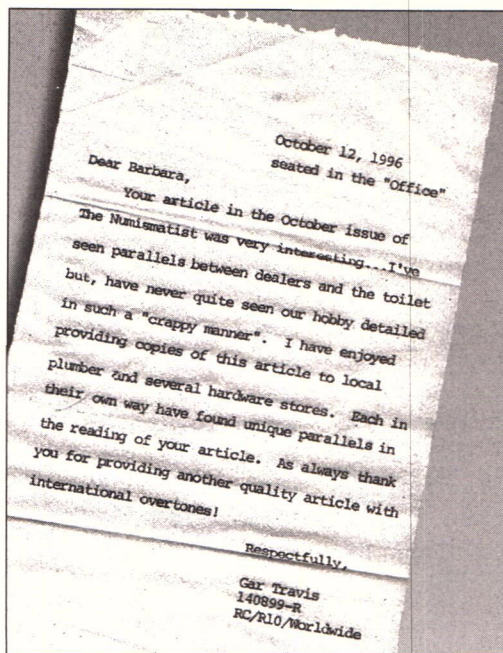 October 12, 1996
seated in the "Office"
Dear Barbara,
Your article in the October issue of
The Numismatist was very interesting...I've
seen parallels between dealers and the toilet
but, have never quite seen our hobby detailed
in such a "crappy manner". I have enjoyed
providing copies of this article to local
plumber and several hardware stores. Each in
their own way have found unique parallels in
the reading of your article. As always thank
you for providing another quality article with
international overtones!
Respectfully,
Gar Travis
140899-R
RC/R10/Worldwide